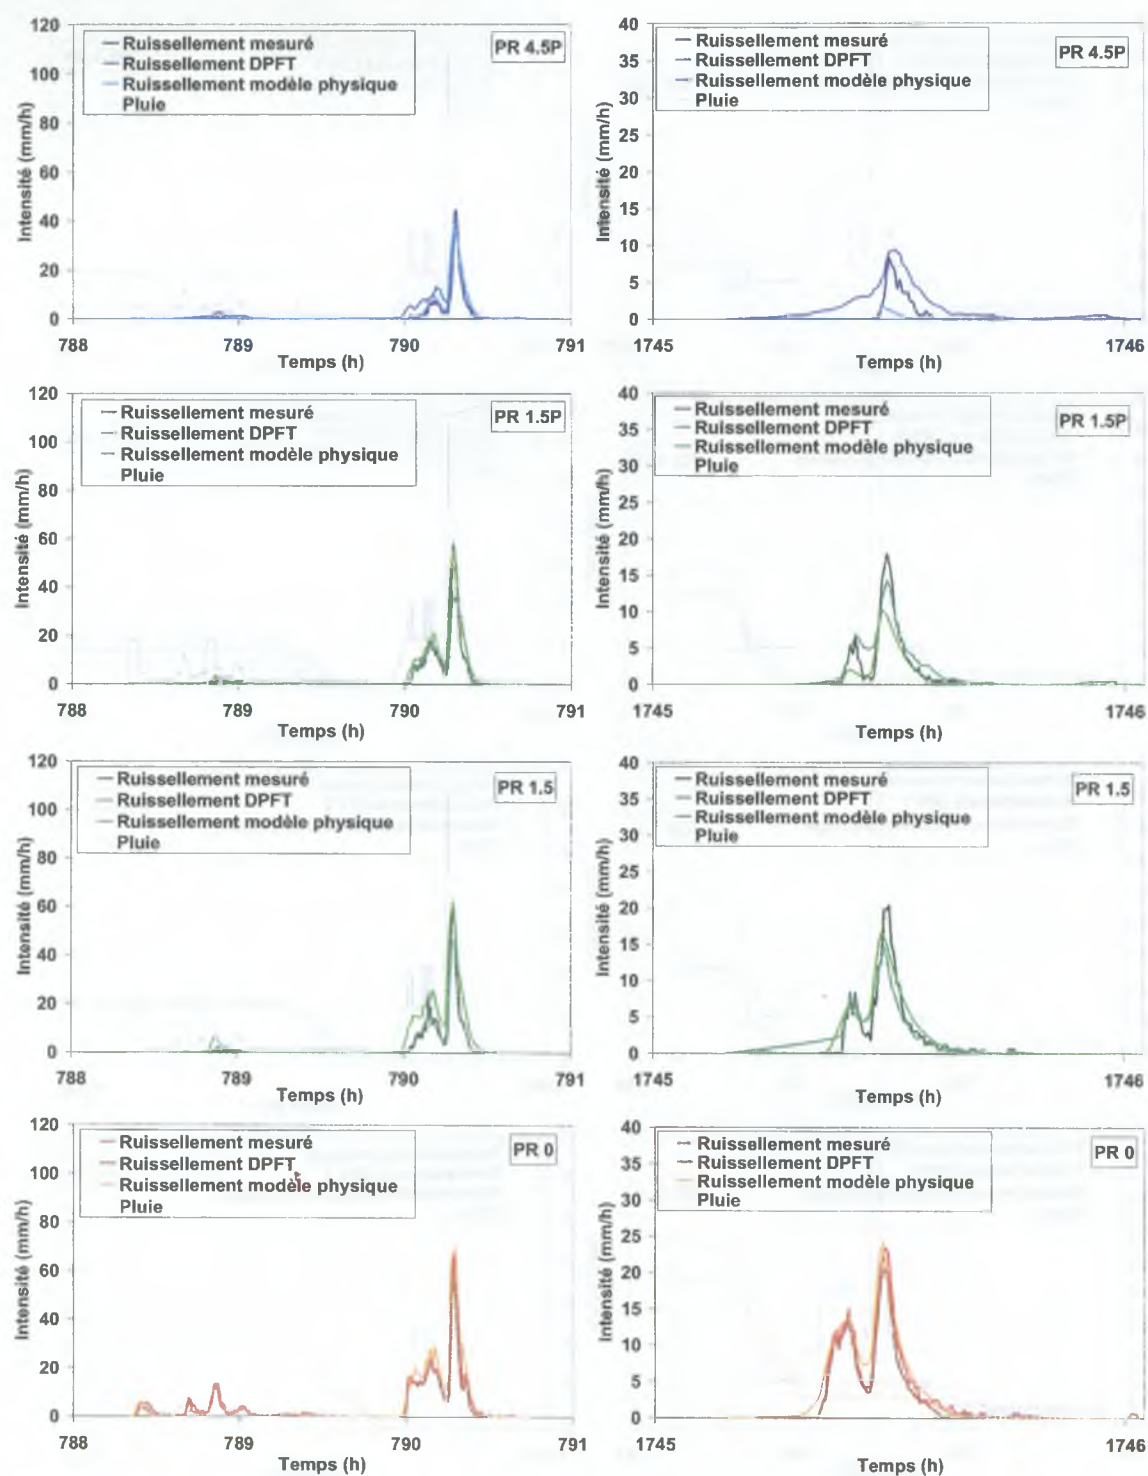 120
100
80
60
40
20
0
Intensité (mm/h)
Ruissellement mesuré
Ruissellement DPFT
Ruissellement modèle physique
Pluie
PR 4.5P
788
789
790
791
Temps (h)
40
35
30
25
20
15
10
5
0
Intensité (mm/h)
Ruissellement mesuré
Ruissellement DPFT
Ruissellement modèle physique
Pluie
PR 4.5P
1745
1746
Temps (h)
120
100
80
60
40
20
0
Intensité (mm/h)
Ruissellement mesuré
Ruissellement DPFT
Ruissellement modèle physique
Pluie
PR 1.5P
788
789
790
791
Temps (h)
40
35
30
25
20
15
10
5
0
Intensité (mm/h)
Ruissellement mesuré
Ruissellement DPFT
Ruissellement modèle physique
Pluie
PR 1.5P
1745
1746
Temps (h)
120
100
80
60
40
20
0
Intensité (mm/h)
Ruissellement mesuré
Ruissellement DPFT
Ruissellement modèle physique
Pluie
PR 1.5
788
789
790
791
Temps (h)
40
35
30
25
20
15
10
5
0
Intensité (mm/h)
Ruissellement mesuré
Ruissellement DPFT
Ruissellement modèle physique
Pluie
PR 1.5
1745
1746
Temps (h)
120
100
80
60
40
20
0
Intensité (mm/h)
Ruissellement mesuré
Ruissellement DPFT
Ruissellement modèle physique
Pluie
PR 0
788
789
790
791
Temps (h)
40
35
30
25
20
15
10
5
0
Intensité (mm/h)
Ruissellement mesuré
Ruissellement DPFT
Ruissellement modèle physique
Pluie
PR 0
1745
1746
Temps (h)